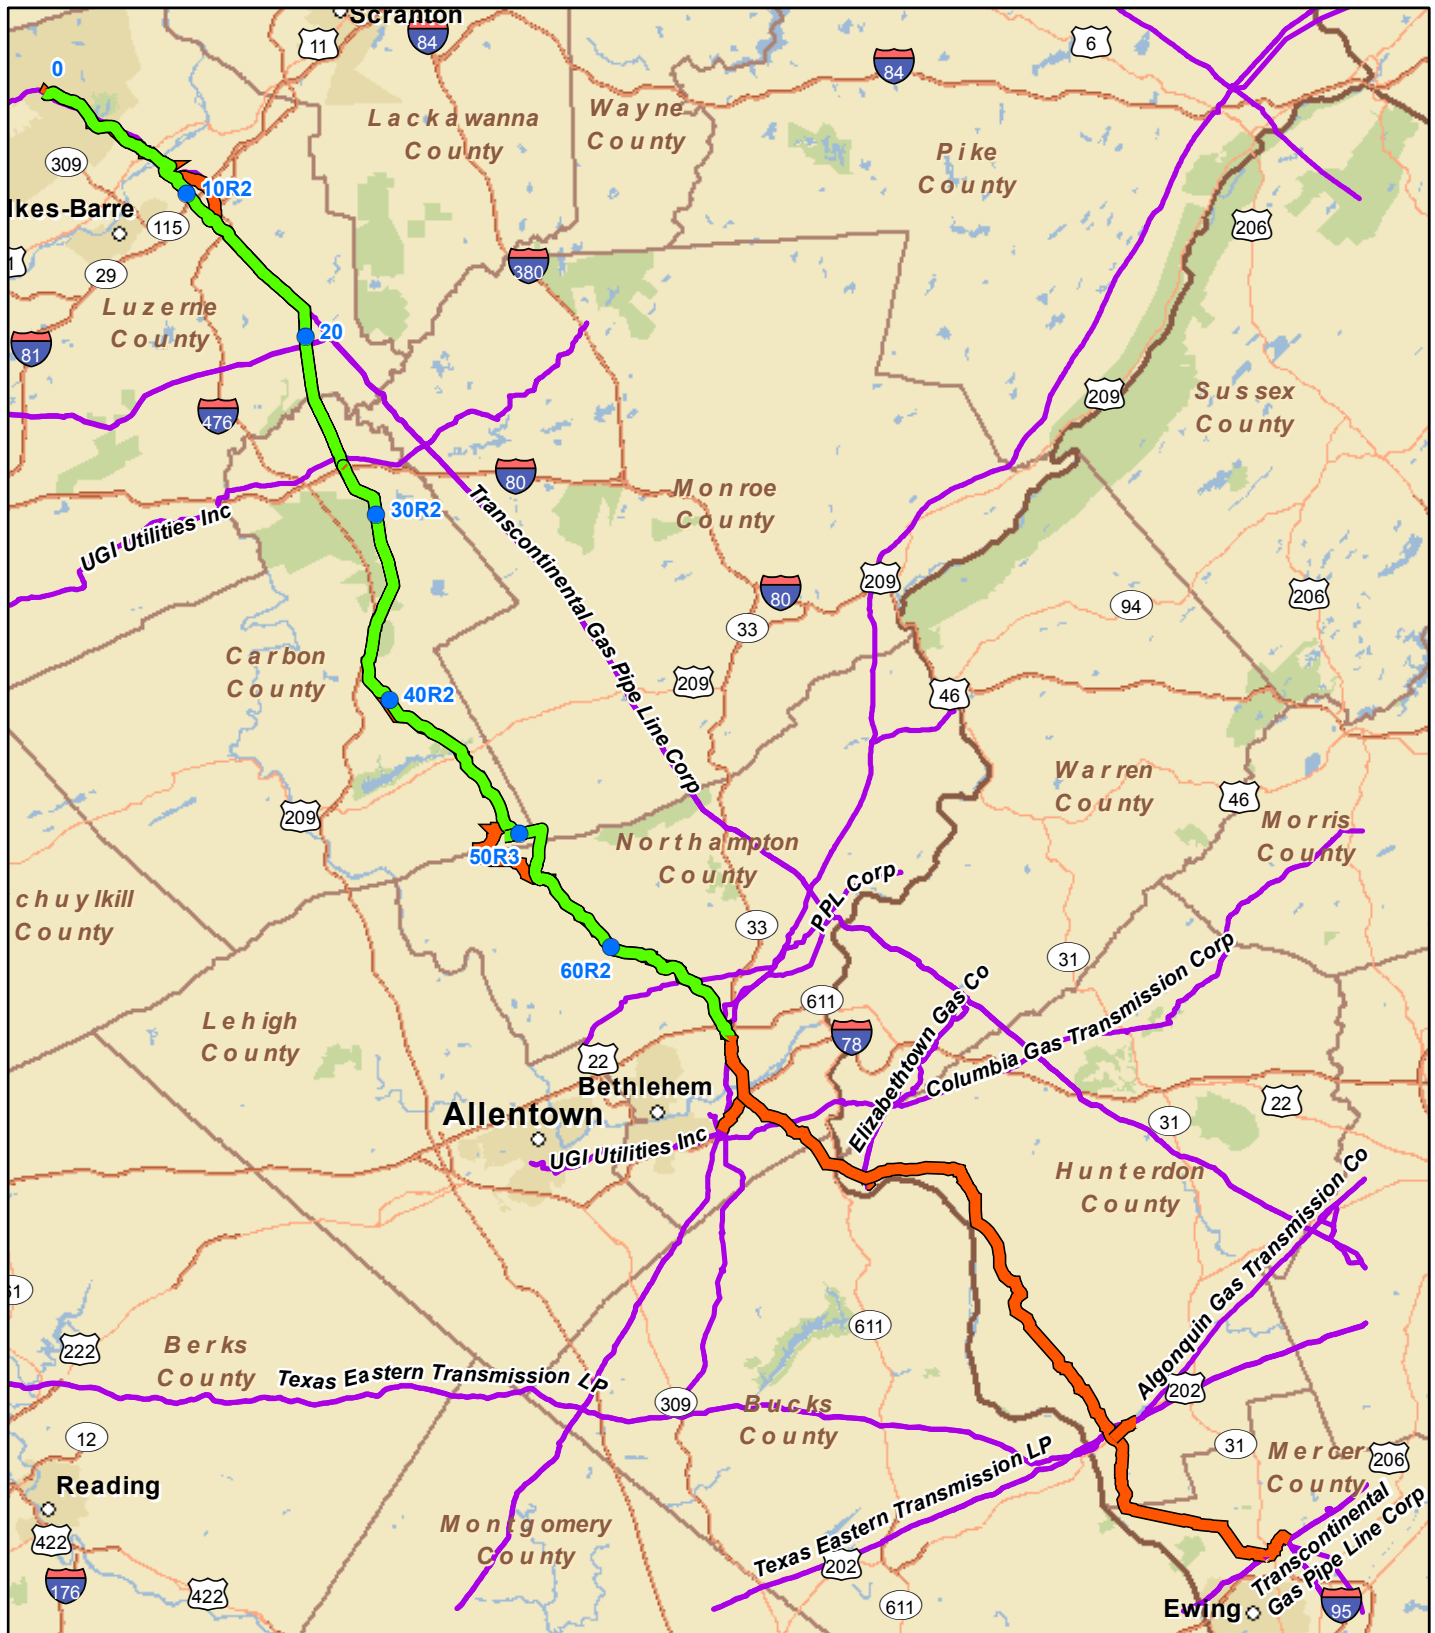 Scranton
11
84
6
84
0
Lackawanna
County
Wayne
County
Pike
County
309
10R2
lkes-Barre
115
206
1
29
380
Luzerne
County
20
81
476
209
Sussex
County
80
Monroe
County
30R2
UGI Utilities Inc
Transcontinental Gas Pipe Line Corp
209
80
206
94
33
Carbon
County
209
40R2
46
Warren
County
46
209
Morris
County
Northampton
County
50R3
PPL Corp
chuylkill
County
33
31
60R2
Columbia Gas Transmission Corp
Elizabethtown Gas Co
611
Lehigh
County
78
22
Bethlehem
22
Allentown
31
UGI Utilities Inc
Hunterdon
County
Algonquin Gas Transmission Co
61
222
Berks
County
611
Texas Eastern Transmission LP
202
309
Bucks
County
12
31
Mercer
County
206
Texas Eastern Transmission LP
Reading
422
Montgomery
County
202
Transcontinental
Gas Pipe Line Corp
176
422
611
Ewing
95